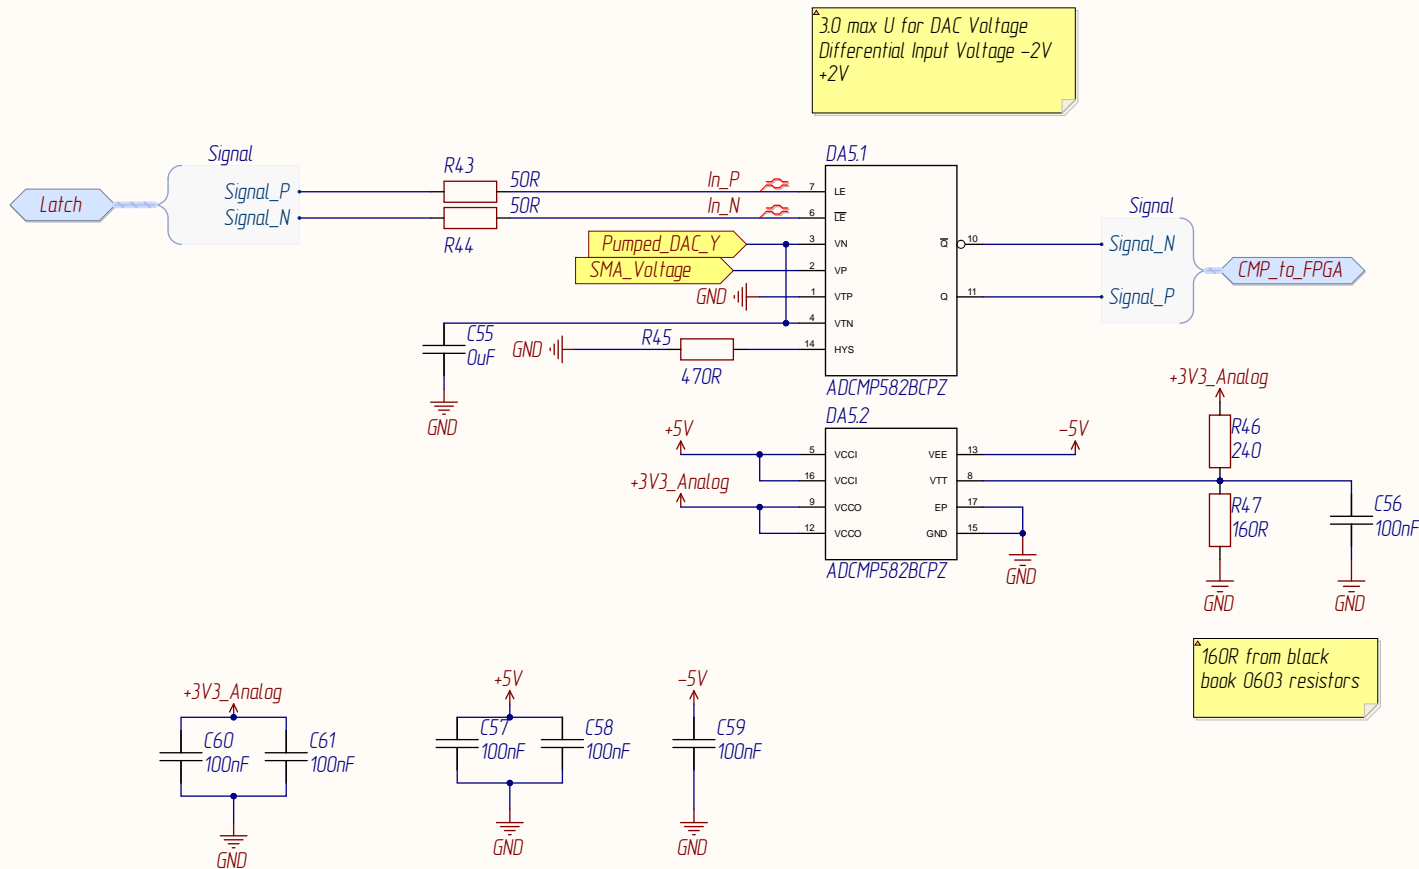 3.0 max U for DAC Voltage
Differential Input Voltage -2V
+2V
Signal
Latch
Signal_P
Signal_N
R43
50R
50R
R44
In_P
In_N
Pumped_DAC_Y
SMA_Voltage
GND
C55
0uF
GND
GND
R45
470R
DA5.1
7
LE
6
LE
3
VN
2
VP
1
VTP
4
VTN
14
HYS
Q
10
Q
11
ADCMP582BCPZ
Signal
Signal_N
Signal_P
CMP_to_FPGA
DA5.2
+5V
+3V3_Analog
5
VCCI
16
VCCI
9
VCCO
12
VCCO
VEE
13
VTT
8
EP
17
GND
15
ADCMP582BCPZ
-5V
GND
+3V3_Analog
R46
240
R47
160R
GND
C56
100nF
GND
160R from black
book 0603 resistors
+3V3_Analog
C60
100nF
C61
100nF
GND
+5V
C57
100nF
C58
100nF
GND
-5V
C59
100nF
GND